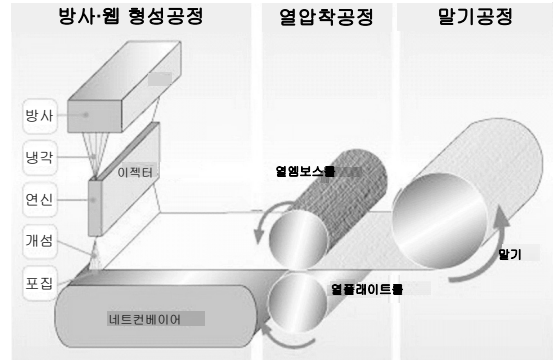 방사·웹 형성공정
열압착공정
말기공정
방사
냉각
연신
개섬
포집
이젝터
네트컨베이어
열엠보스롤
열플래이트롤
말기